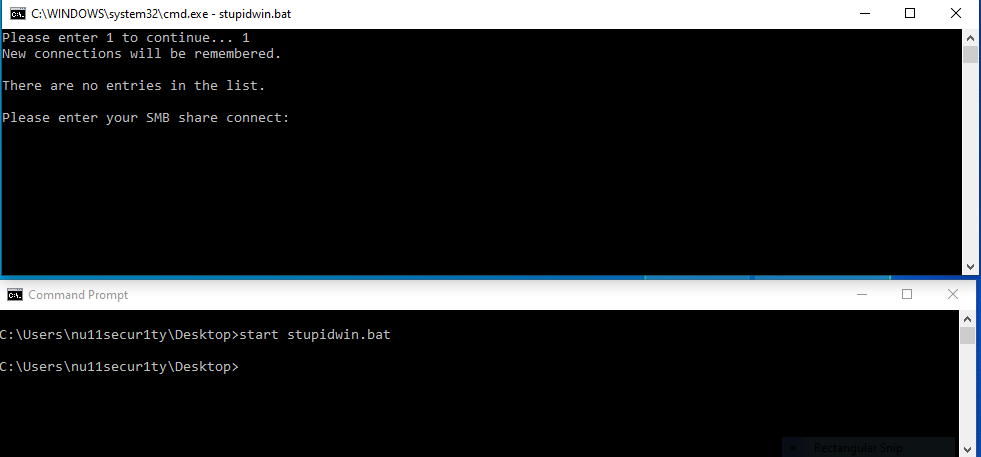 C:\WINDOWS\system32\cmd.exe - stupidwin.bat
Please enter 1 to continue... 1
New connections will be remembered.
There are no entries in the list.
Please enter your SMB share connect:
Command Prompt
C:\Users\nu11secur1ty\Desktop>start stupidwin.bat
C:\Users\nu11secur1ty\Desktop>
Rectangular Snip